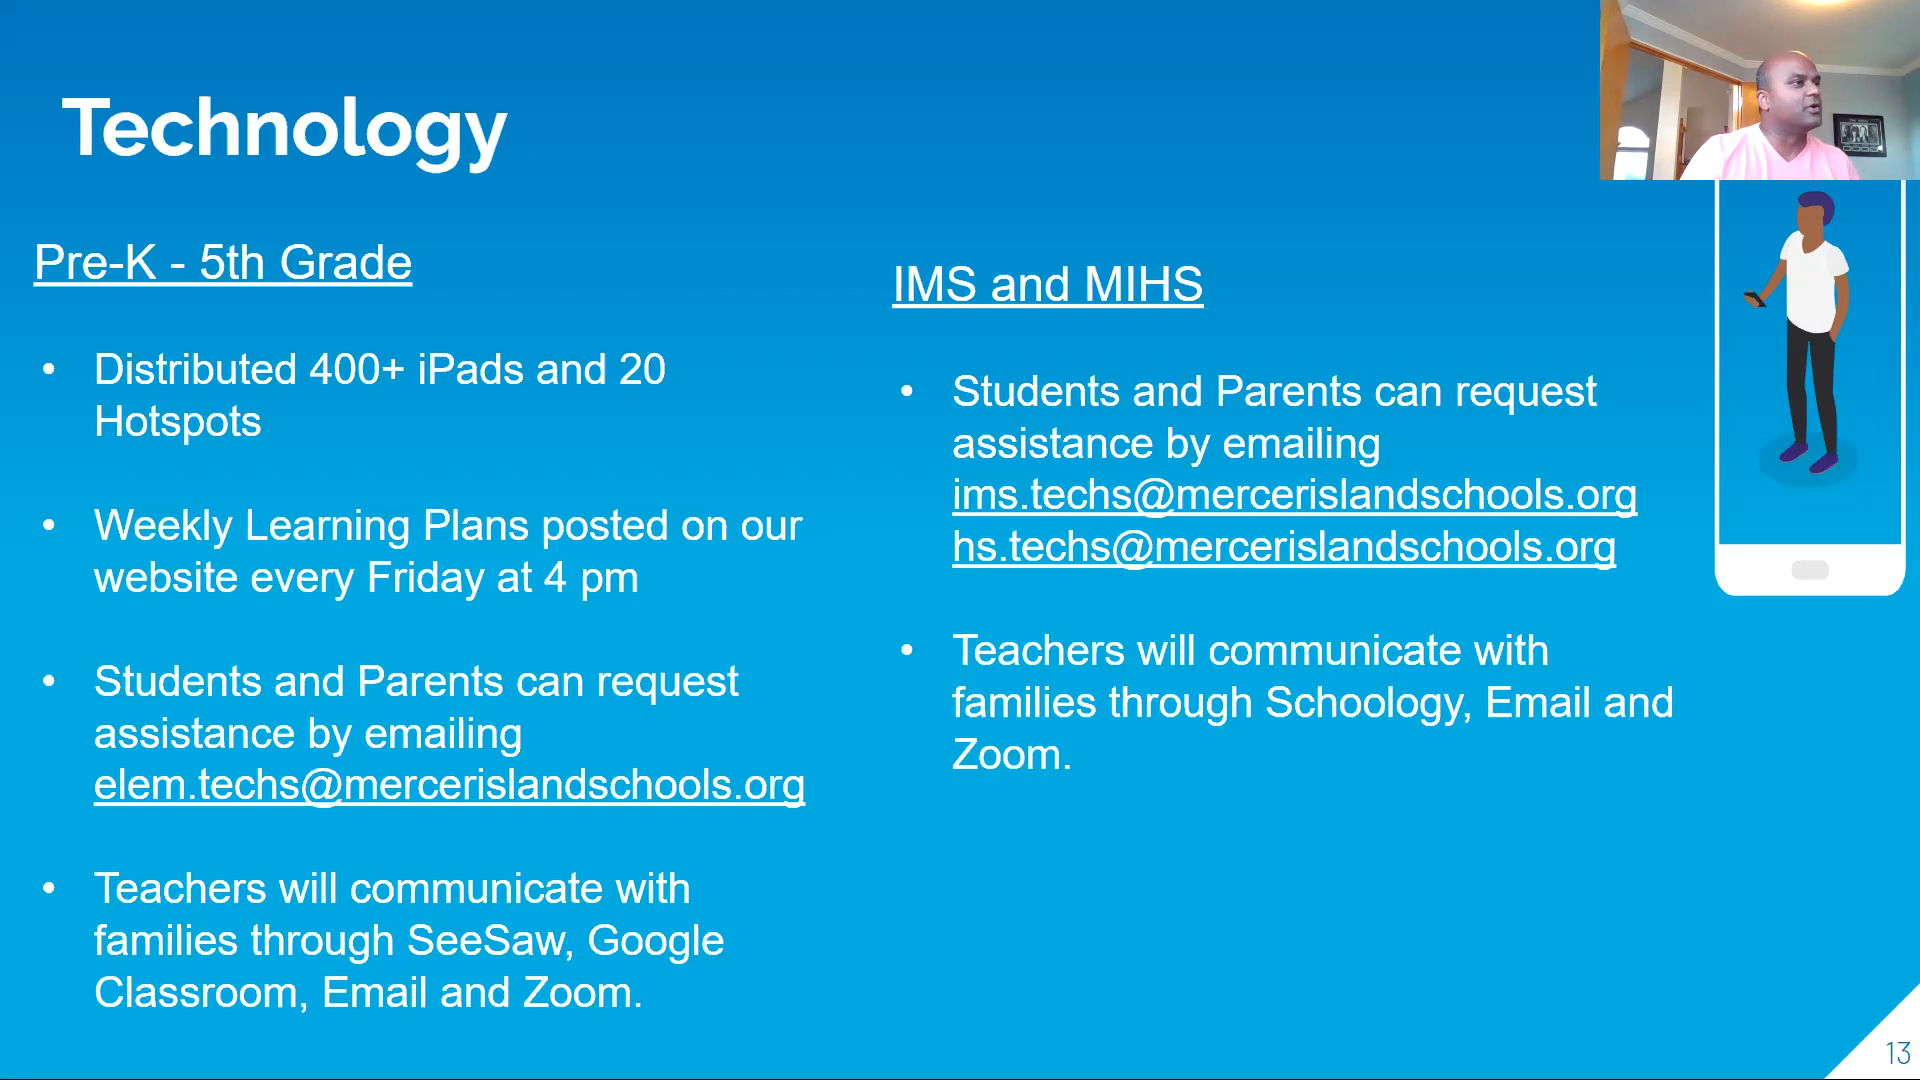 Technology
Pre-K - 5th Grade
• Distributed 400+ iPads and 20
Hotspots
• Weekly Learning Plans posted on our
website every Friday at 4 pm
• Students and Parents can request
assistance by emailing
elem.techs@mercerislandschools.org
• Teachers will communicate with
families through SeeSaw, Google
Classroom, Email and Zoom.
IMS and MIHS
• Students and Parents can request
assistance by emailing
ims.techs@mercerislandschools.org
hs.techs@mercerislandschools.org
• Teachers will communicate with
families through Schoology, Email and
Zoom.
13